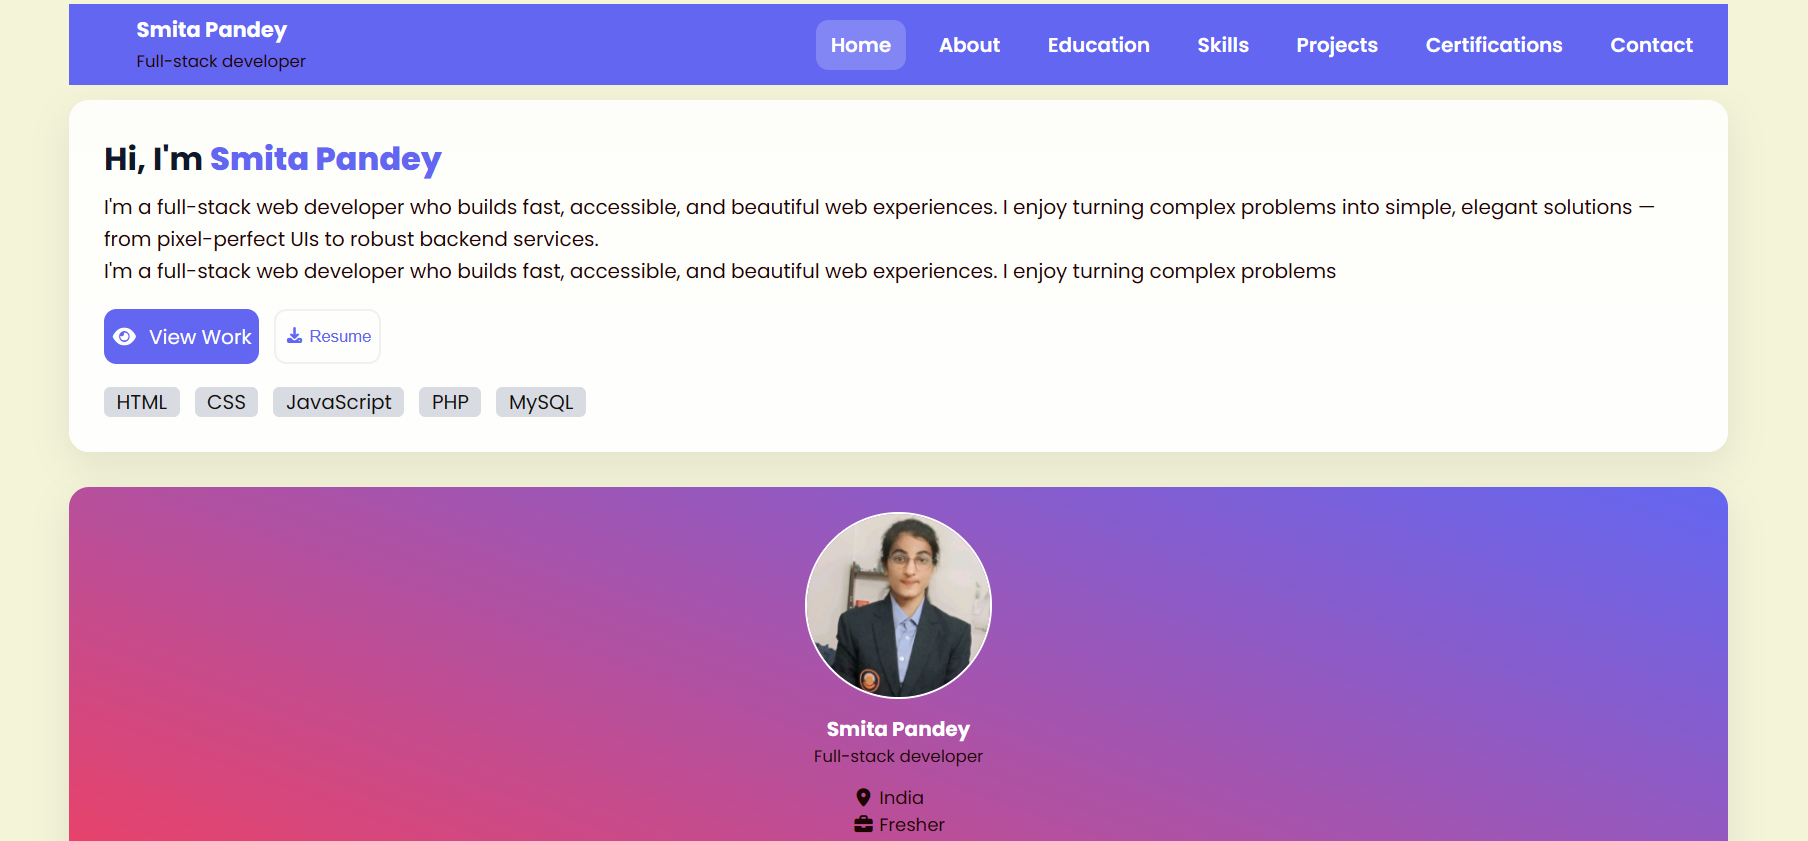 Smita Pandey
Full-stack developer
Home About Education Skills Projects Certifications Contact
Hi, I'm Smita Pandey
I'm a full-stack web developer who builds fast, accessible, and beautiful web experiences. I enjoy turning complex problems into simple, elegant solutions —
from pixel-perfect UIs to robust backend services.
I'm a full-stack web developer who builds fast, accessible, and beautiful web experiences. I enjoy turning complex problems
View Work Resume
HTML CSS JavaScript PHP MySQL
Smita Pandey
Full-stack developer
India
Fresher